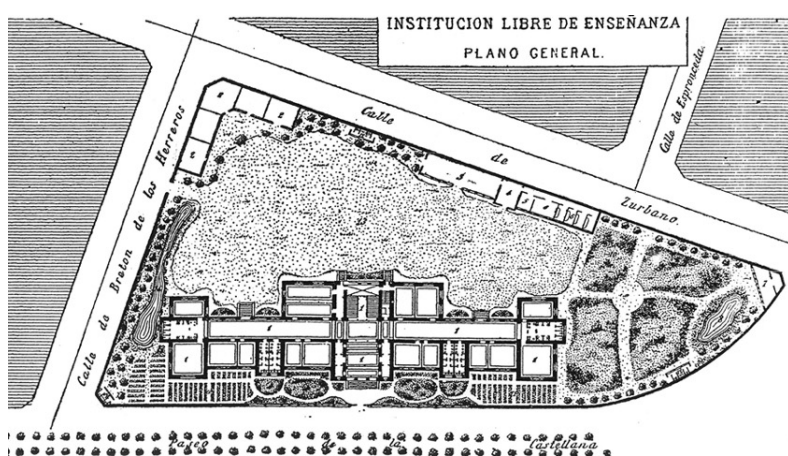 INSTITUCION LIBRE DE ENSEÑANZA
PLANO GENERAL.
Calle de Espronceda.
Calle de Zurbano.
Calle de Breton de los Herreros
Paseo de la Castellana